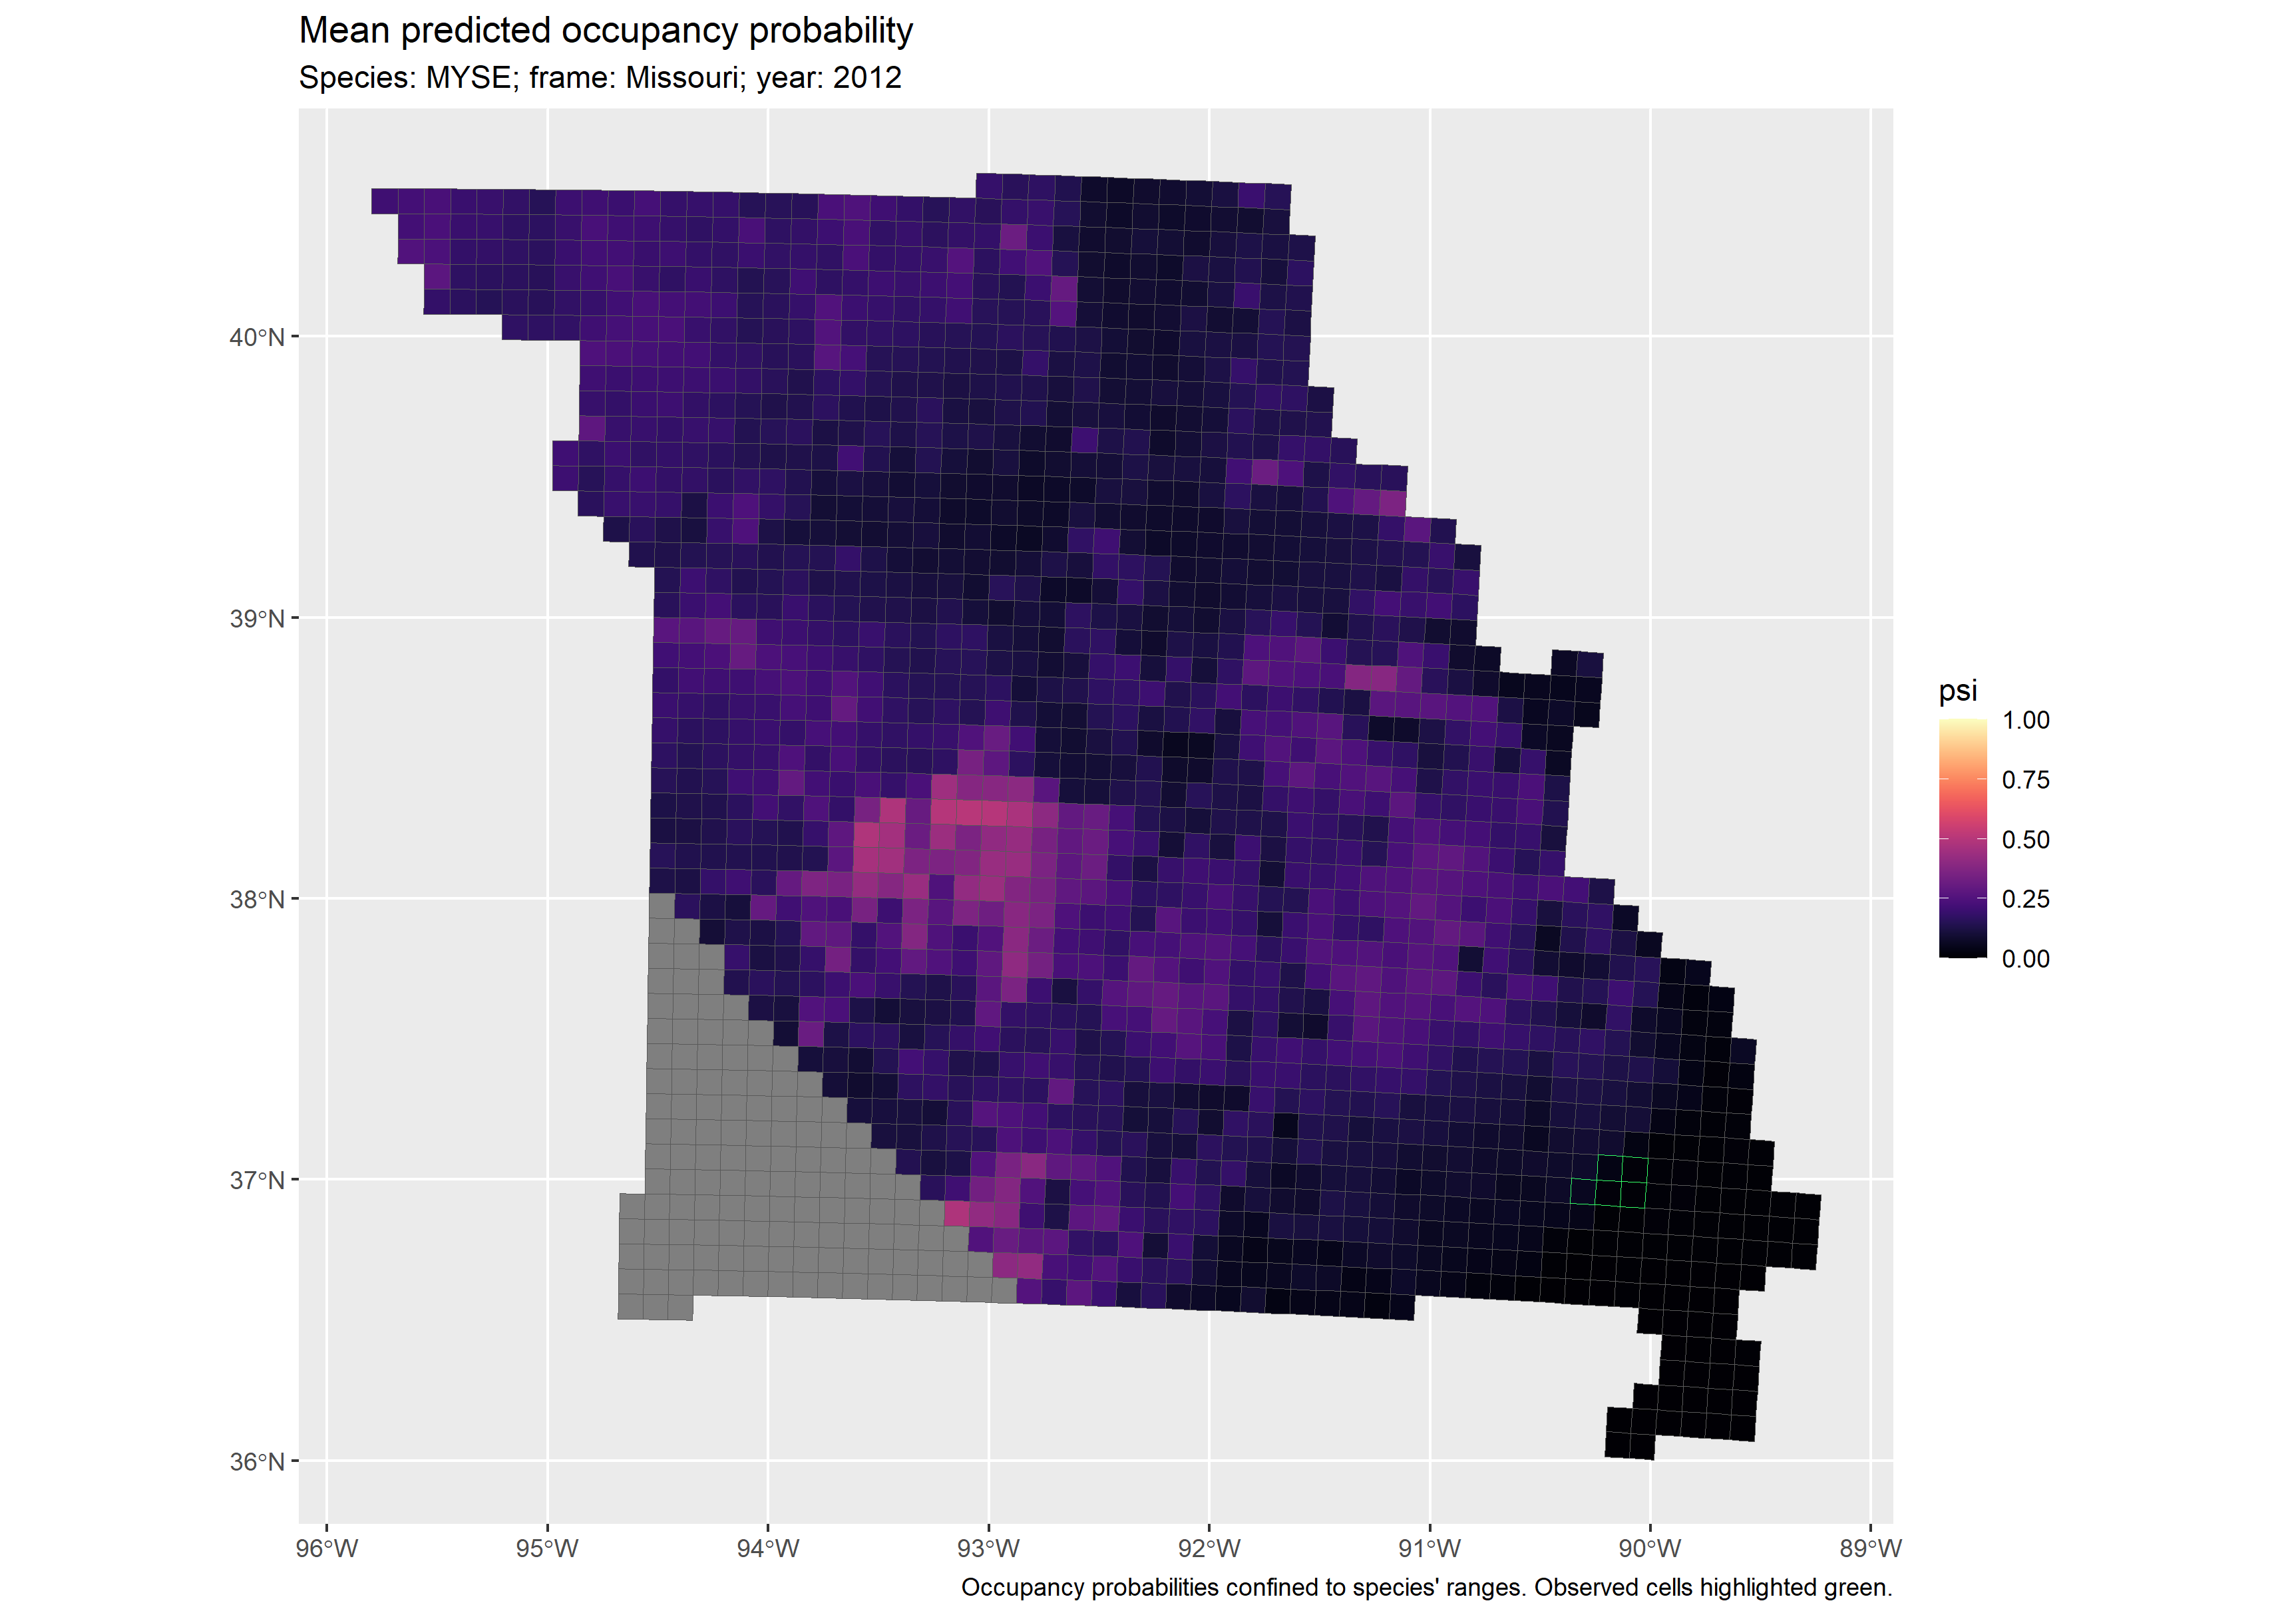 Mean predicted occupancy probability
Species: MYSE; frame: Missouri; year: 2012
40°N
39°N
38°N
37°N
36°N
96°W
95°W
94°W
93°W
92°W
91°W
90°W
89°W
psi
1.00
0.75
0.50
0.25
0.00
Occupancy probabilities confined to species' ranges. Observed cells highlighted green.